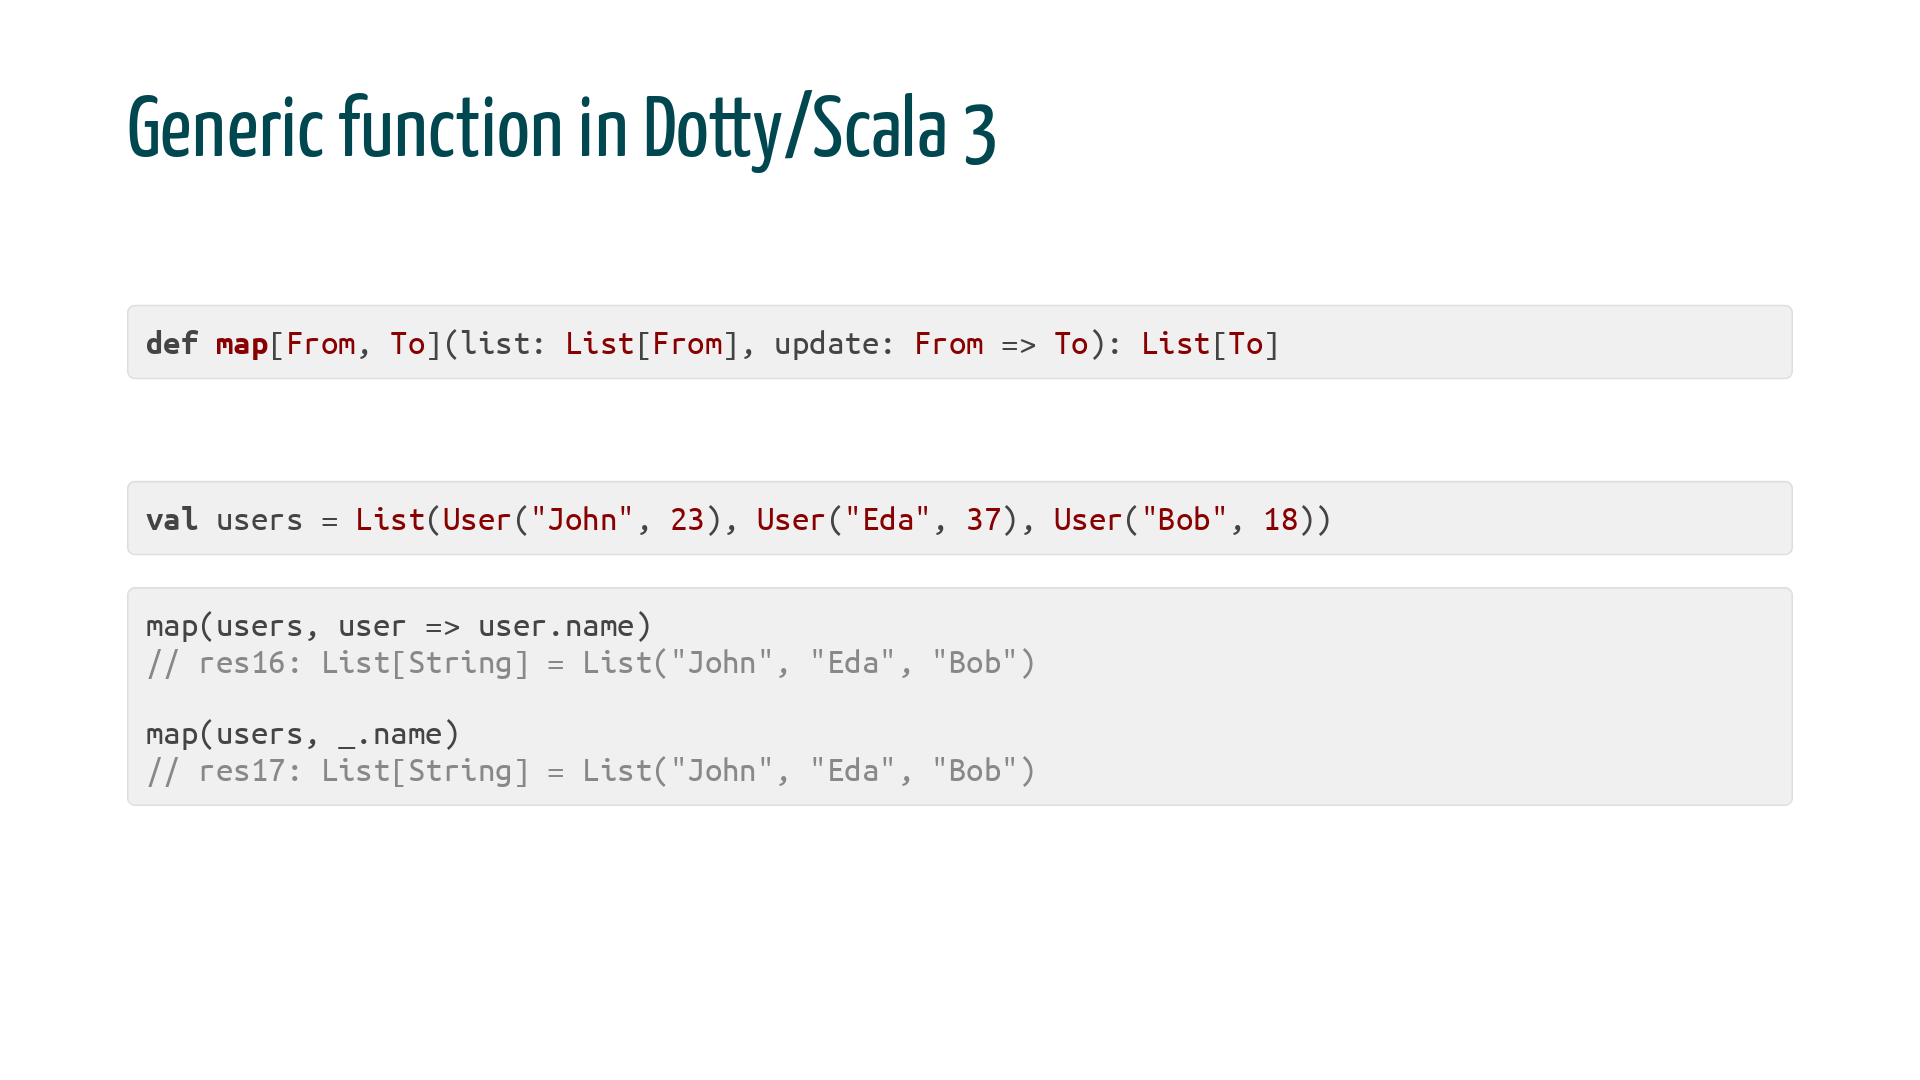 Generic function in Dotty/Scala 3
def map[From, To](list: List[From], update: From => To): List[To]
val users = List(User("John", 23), User("Eda", 37), User("Bob", 18))
map(users, user => user.name)
// res16: List[String] = List("John", "Eda", "Bob")
map(users, _.name)
// res17: List[String] = List("John", "Eda", "Bob")